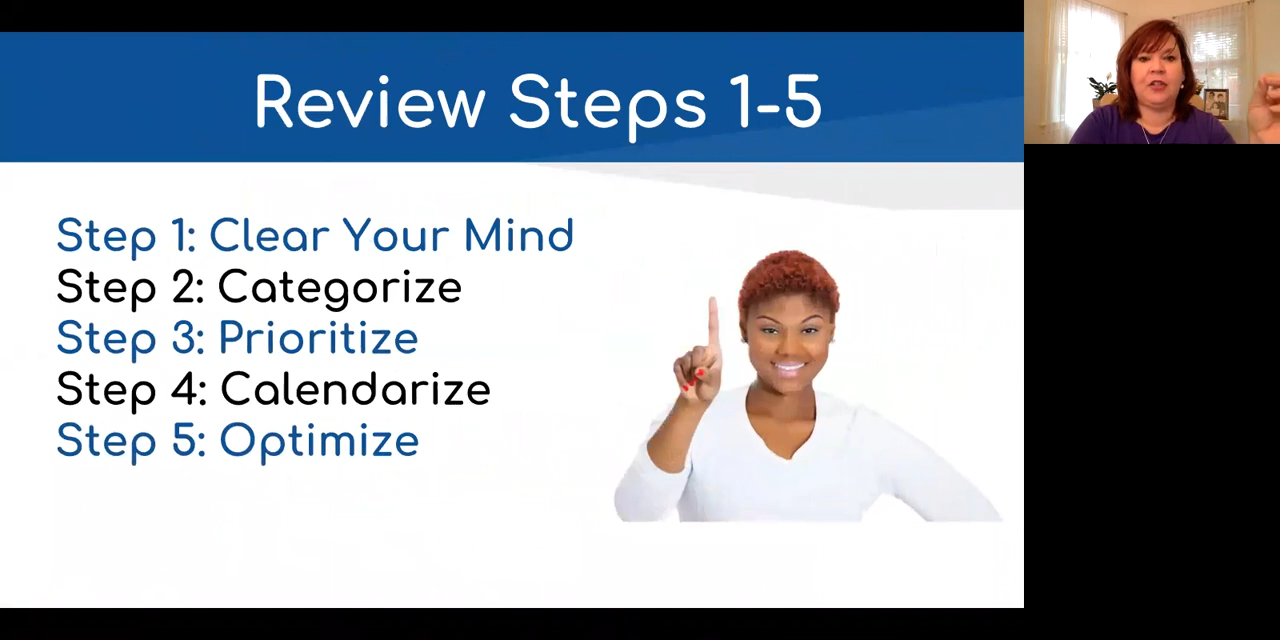 Review Steps 1-5
Step 1: Clear Your Mind
Step 2: Categorize
Step 3: Prioritize
Step 4: Calendarize
Step 5: Optimize